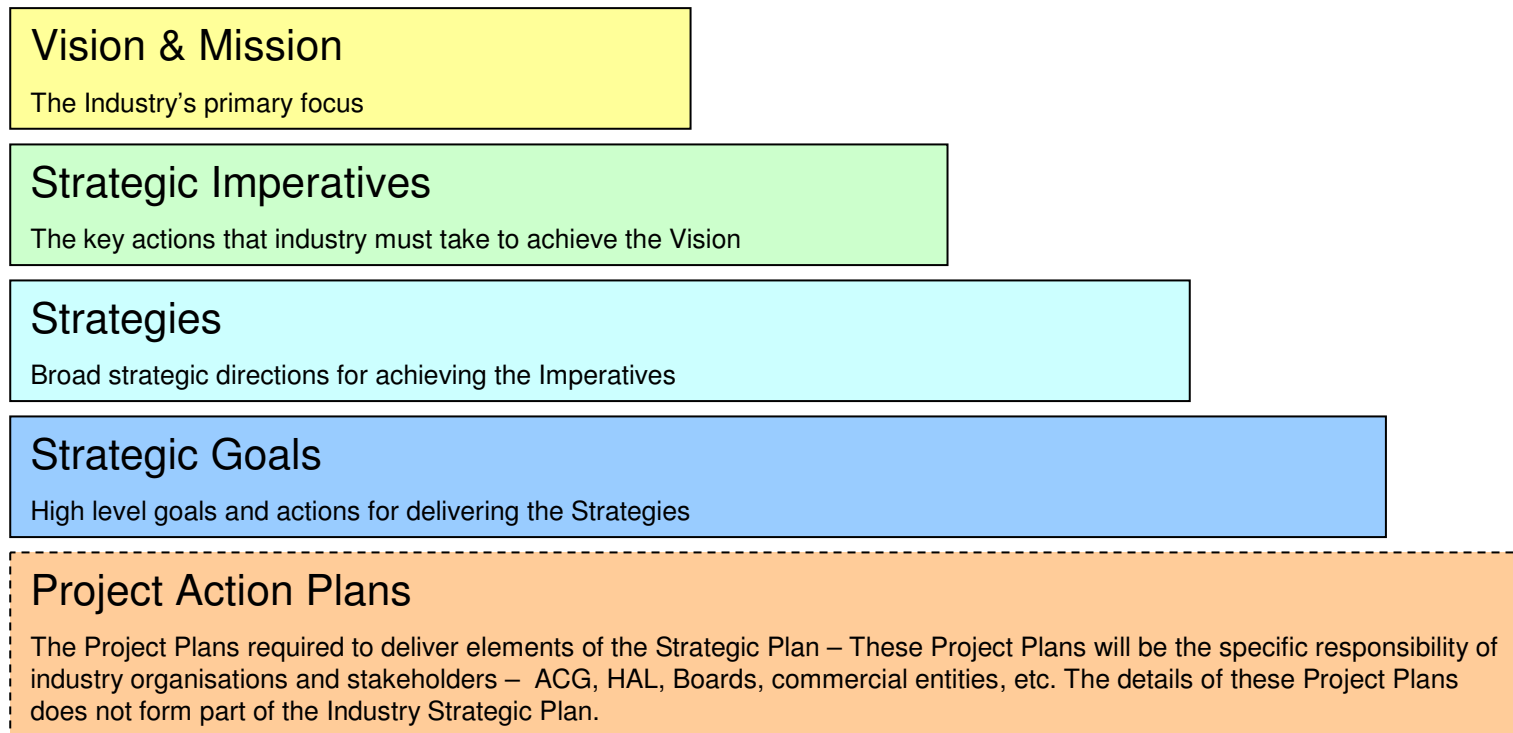 Vision & Mission
The Industry’s primary focus
Strategic Imperatives
The key actions that industry must take to achieve the Vision
Strategies
Broad strategic directions for achieving the Imperatives
Strategic Goals
High level goals and actions for delivering the Strategies
Project Action Plans
The Project Plans required to deliver elements of the Strategic Plan – These Project Plans will be the specific responsibility of
industry organisations and stakeholders – ACG, HAL, Boards, commercial entities, etc. The details of these Project Plans
does not form part of the Industry Strategic Plan.